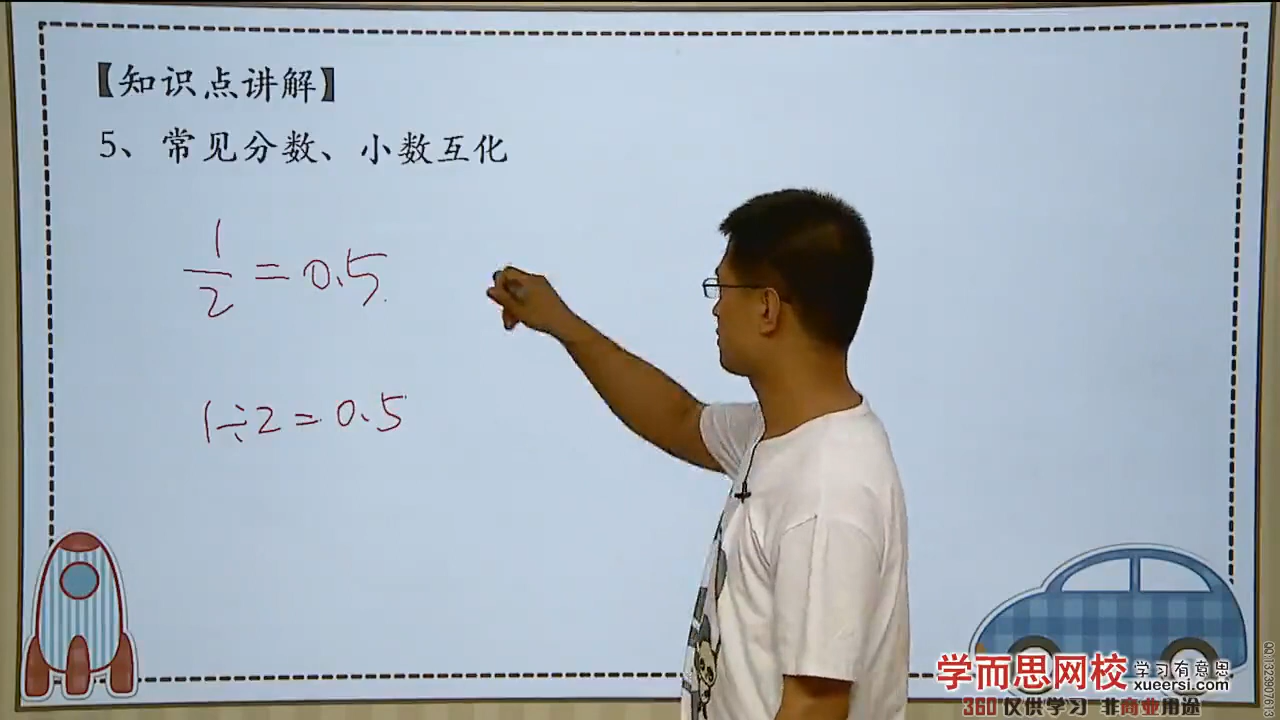 【知识点讲解】
5、常见分数、小数互化
1/2=0.5
1÷2=0.5
学而思网校 学习有意思
xueersi.com
360°仅供学习 非商业用途